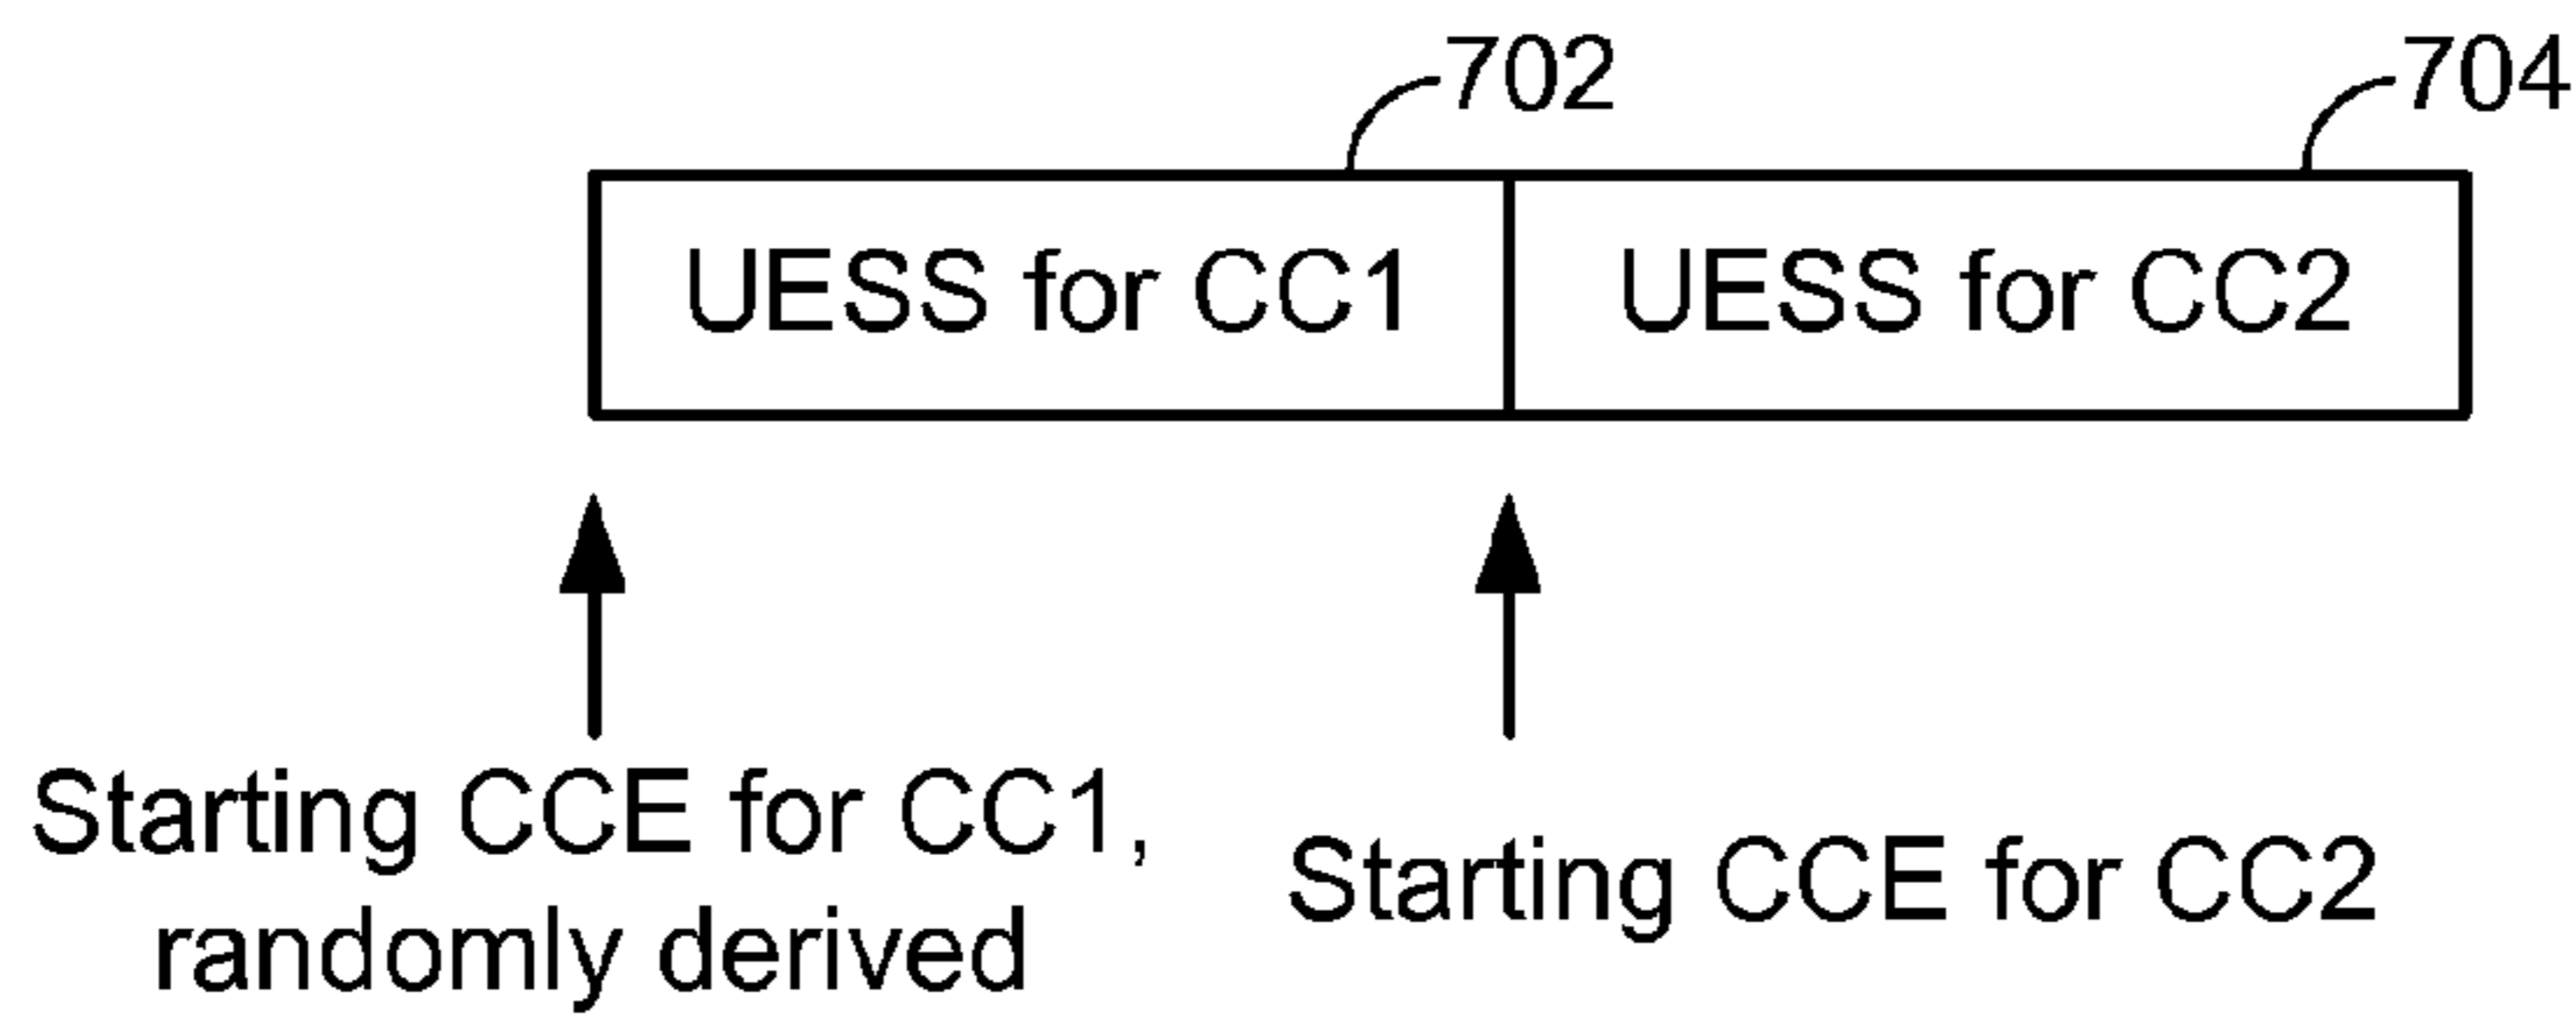 702
704
UESS for CC1
UESS for CC2
Starting CCE for CC1,
randomly derived
Starting CCE for CC2